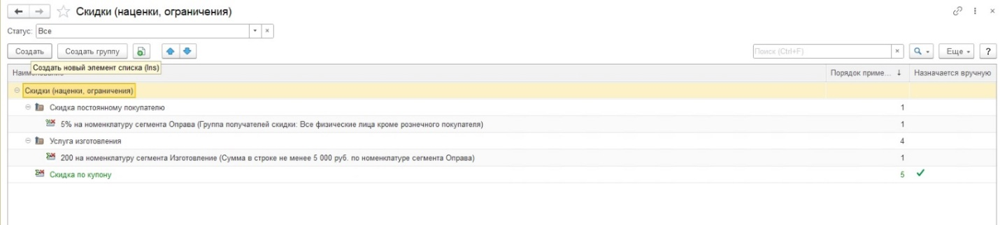 Скидки (наценки, ограничения)
Статус: Все
Создать Создать группу Поиск (Ctrl+F) Еще ?
Создать новый элемент списка (Ins)
Порядок приме... Назначается вручную
Скидки (наценки, ограничения)
Скидка постоянному покупателю 1
5% на номенклатуру сегмента Оправа (Группа получателей скидки: Все физические лица кроме розничного покупателя) 1
Услуга изготовления 4
200 на номенклатуру сегмента Изготовление (Сумма в строке не менее 5 000 руб. по номенклатуре сегмента Оправа) 1
Скидка по купону 5